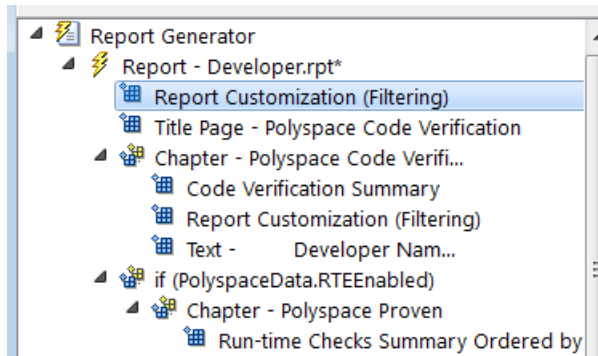 Report Generator
Report - Developer.rpt*
Report Customization (Filtering)
Title Page - Polyspace Code Verification
Chapter - Polyspace Code Verifi...
Code Verification Summary
Report Customization (Filtering)
Text -       Developer Nam...
if (PolyspaceData.RTEEnabled)
Chapter - Polyspace Proven
Run-time Checks Summary Ordered by